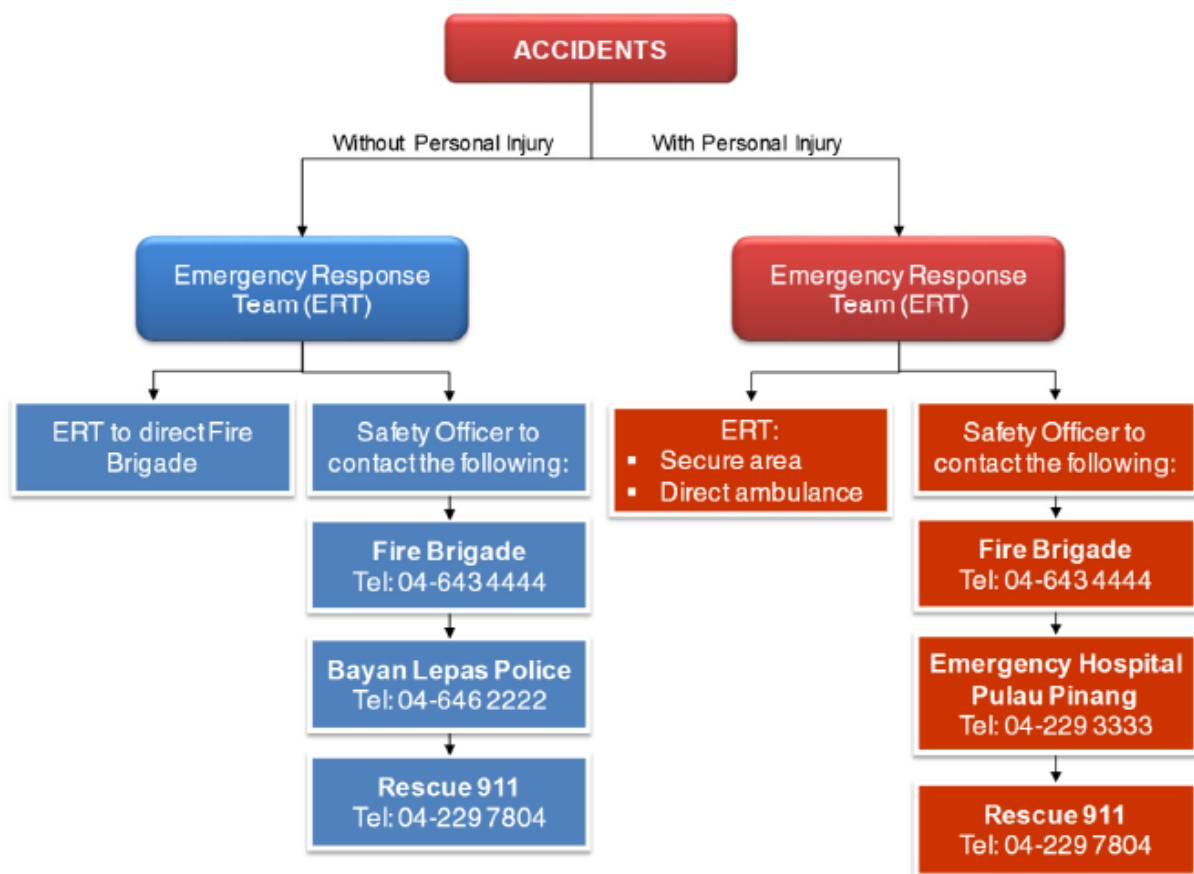 ACCIDENTS
Without Personal Injury
With Personal Injury
Emergency Response
Team (ERT)
Emergency Response
Team (ERT)
ERT to direct Fire
Brigade
Safety Officer to
contact the following:
Fire Brigade
Tel: 04-643 4444
Bayan Lepas Police
Tel: 04-646 2222
Rescue 911
Tel: 04-229 7804
ERT:
▪ Secure area
▪ Direct ambulance
Safety Officer to
contact the following:
Fire Brigade
Tel: 04-643 4444
Emergency Hospital
Pulau Pinang
Tel: 04-229 3333
Rescue 911
Tel: 04-229 7804